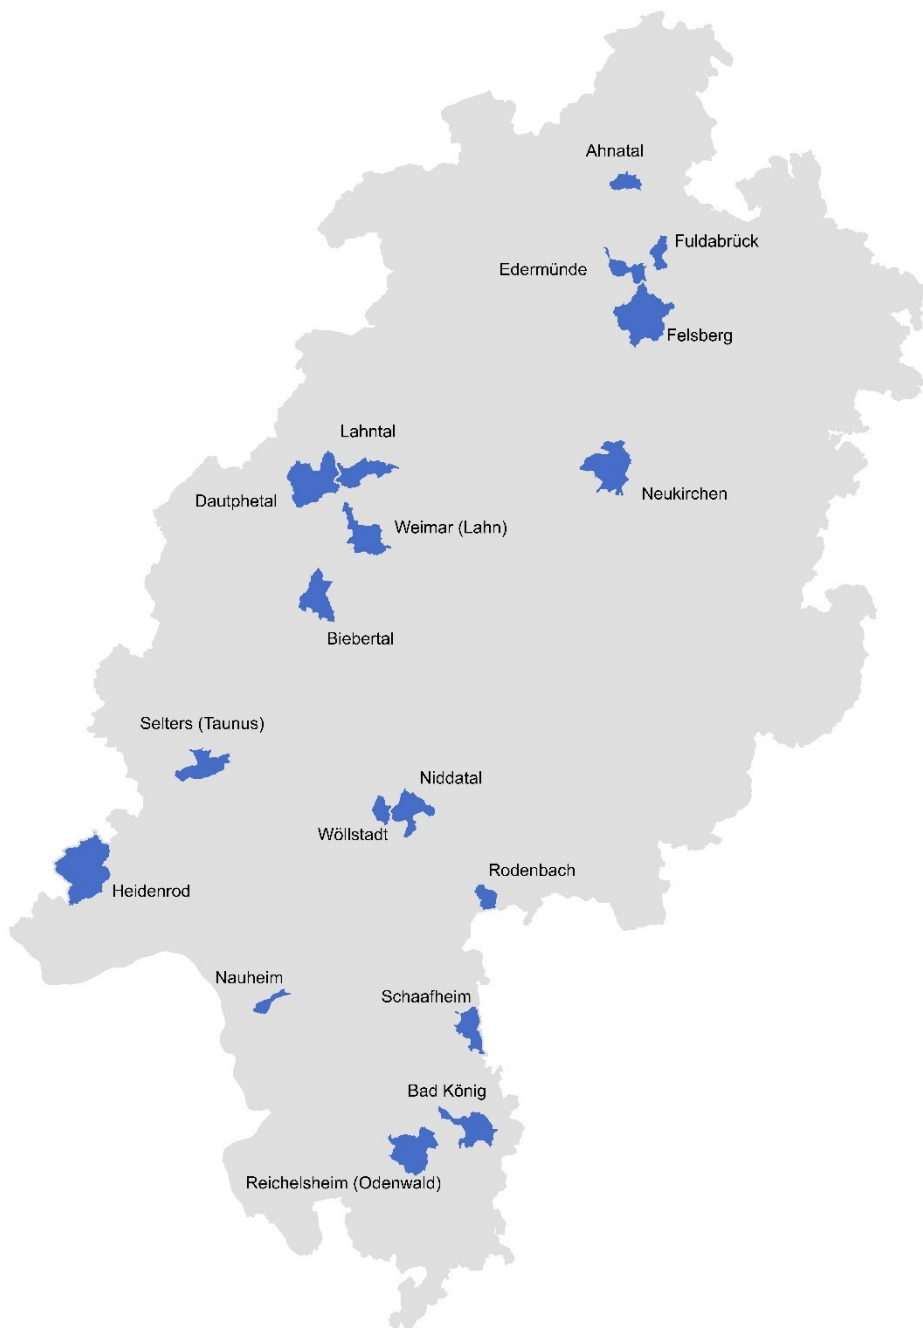 Ahnatal
Fuldabrück
Edermünde
Felsberg
Lahntal
Dautphetal
Neukirchen
Weimar (Lahn)
Biebertal
Selters (Taunus)
Niddatal
Wöllstadt
Rodenbach
Heidenrod
Nauheim
Schaafheim
Bad König
Reichelsheim (Odenwald)